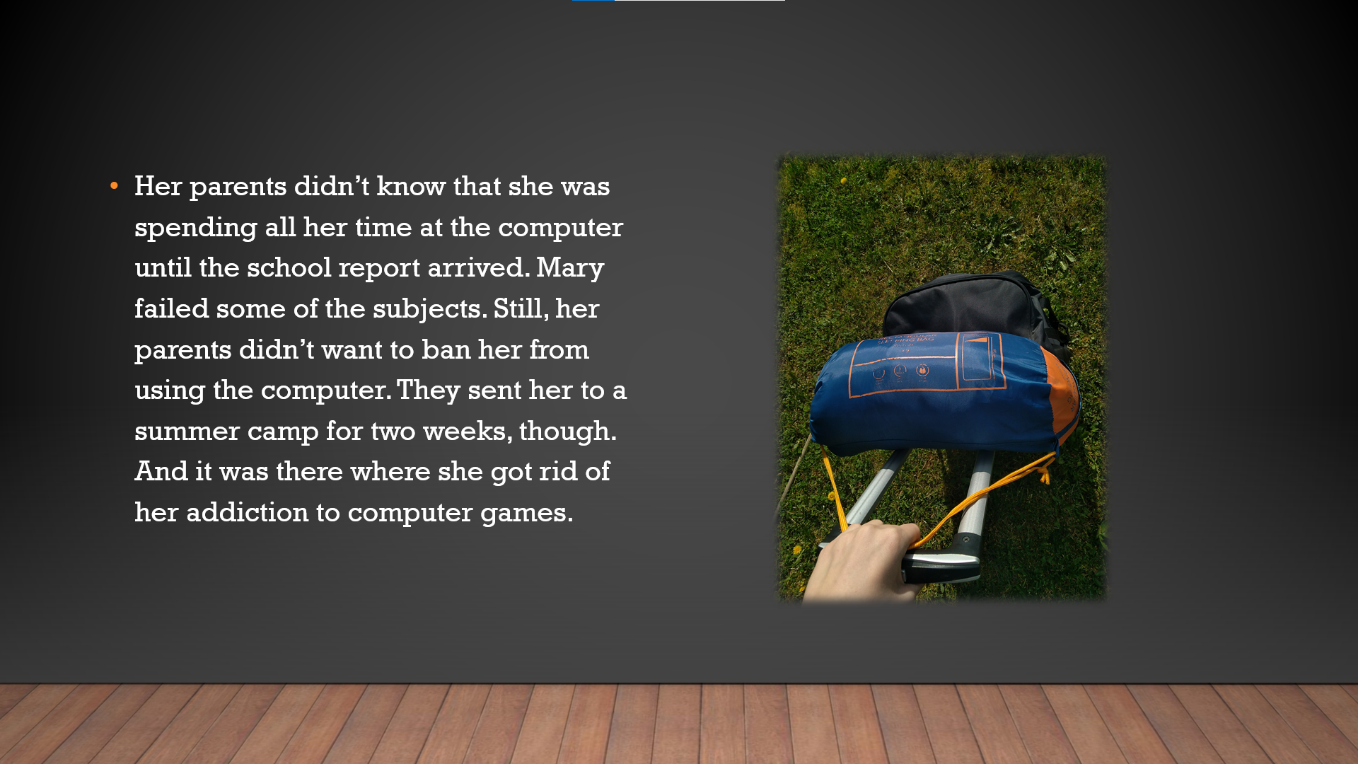 Her parents didn’t know that she was
spending all her time at the computer
until the school report arrived. Mary
failed some of the subjects. Still, her
parents didn’t want to ban her from
using the computer. They sent her to a
summer camp for two weeks, though.
And it was there where she got rid of
her addiction to computer games.